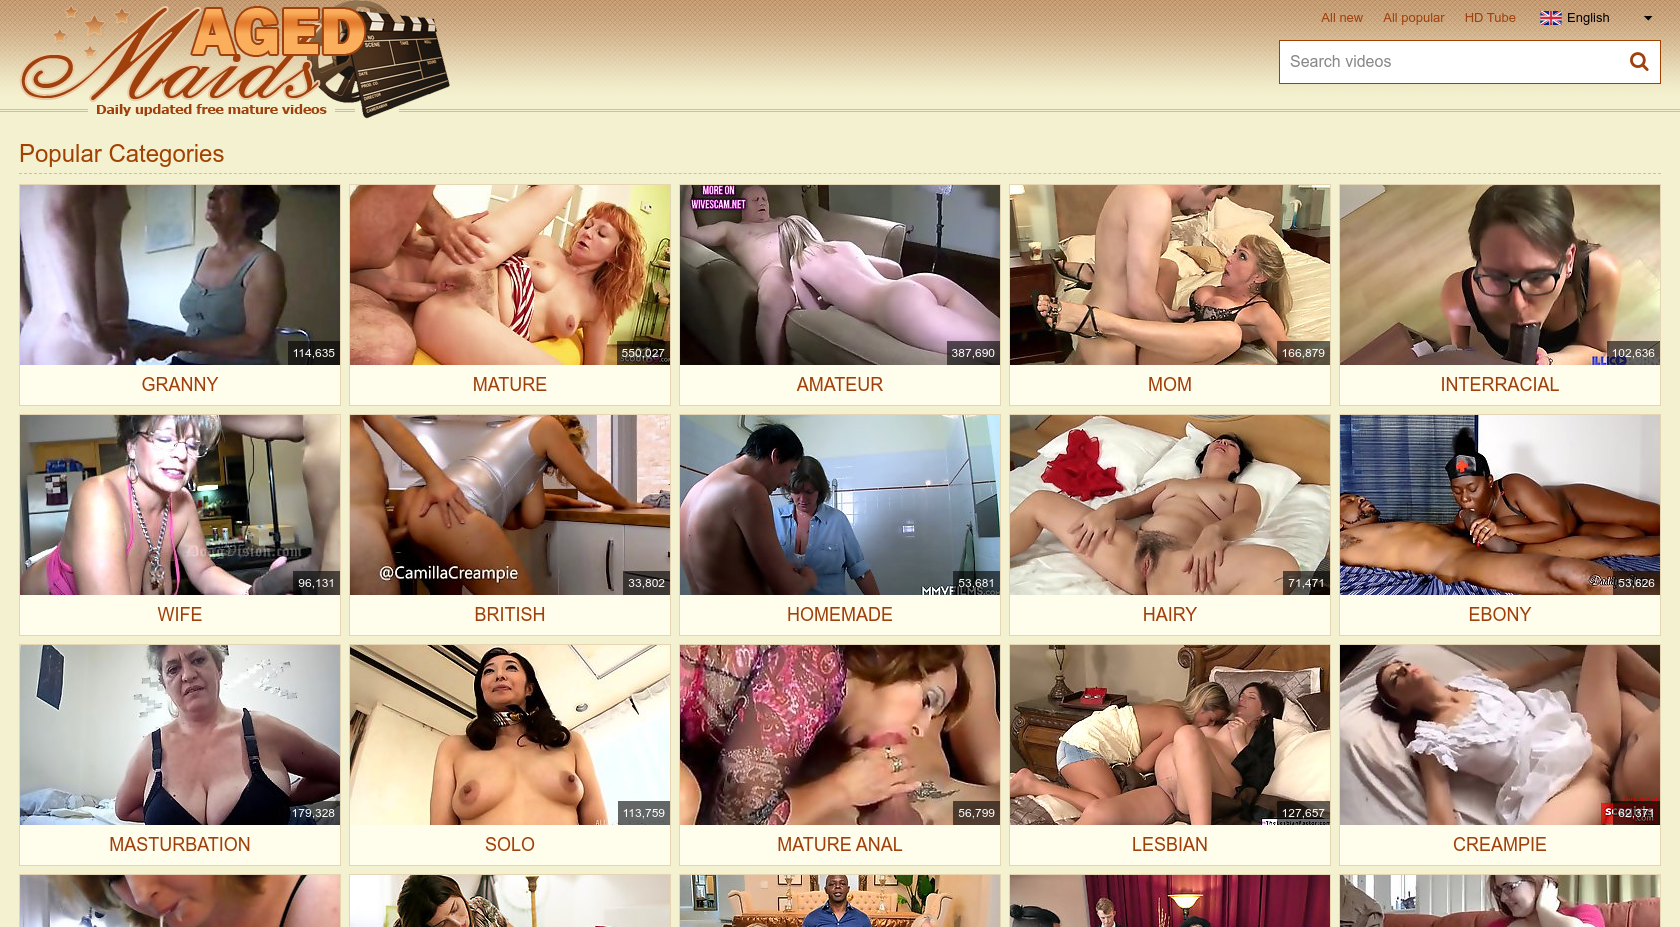 AGED
Maids
Daily updated free mature videos
All new
All popular
HD Tube
English
Search videos
Popular Categories
MORE ON
WIVESCAM.NET
114,635
550,027
387,690
166,879
102,636
GRANNY
MATURE
AMATEUR
MOM
INTERRACIAL
@CamillaCreampie
96,131
33,802
53,681
71,471
53,626
WIFE
BRITISH
HOMEMADE
HAIRY
EBONY
179,328
113,759
56,799
127,657
62,371
MASTURBATION
SOLO
MATURE ANAL
LESBIAN
CREAMPIE